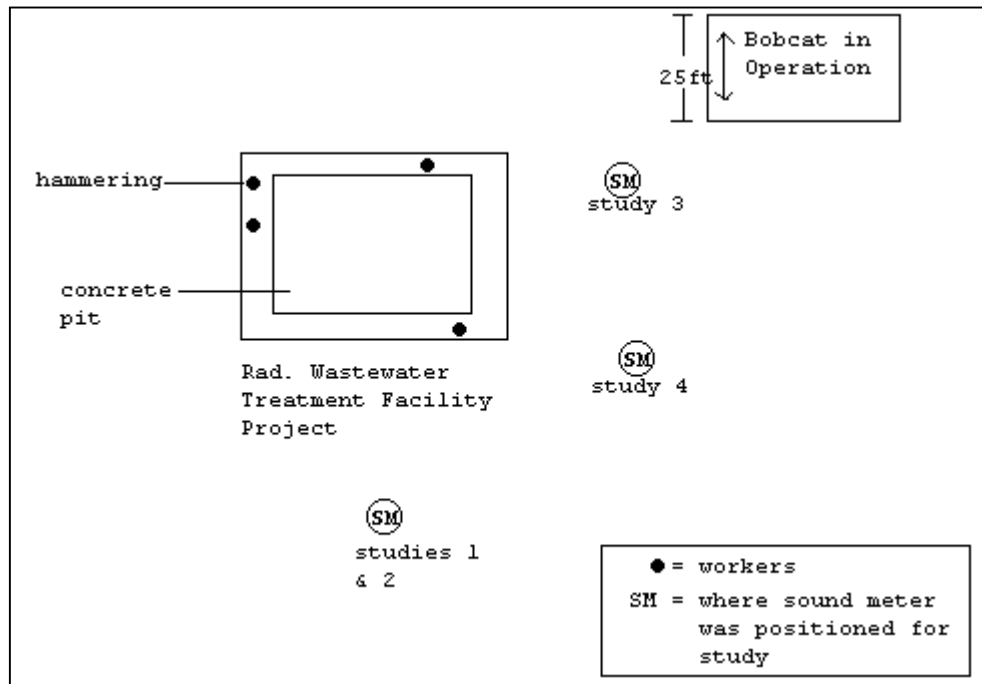 Bobcat in
Operation
25ft
hammering
SM
study 3
concrete
pit
SM
study 4
Rad. Wastewater
Treatment Facility
Project
SM
studies 1
& 2
= workers
SM = where sound meter
was positioned for
study